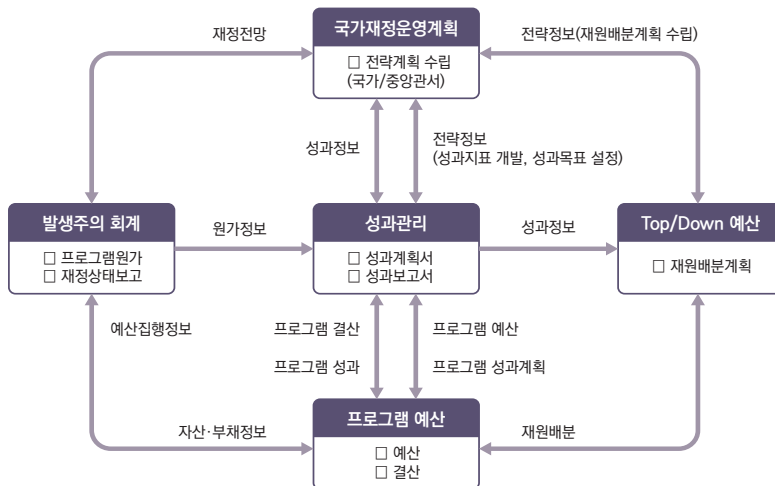 재정전망
국가재정운영계획
전략정보(재원배분계획 수립)
□ 전략계획 수립
(국가/중앙관서)
성과정보
전략정보
(성과지표 개발, 성과목표 설정)
발생주의 회계
원가정보
성과관리
성과정보
Top/Down 예산
□ 프로그램원가
□ 재정상태보고
□ 성과계획서
□ 성과보고서
□ 재원배분계획
예산집행정보
프로그램 결산
프로그램 예산
프로그램 성과
프로그램 성과계획
자산·부채정보
프로그램 예산
재원배분
□ 예산
□ 결산